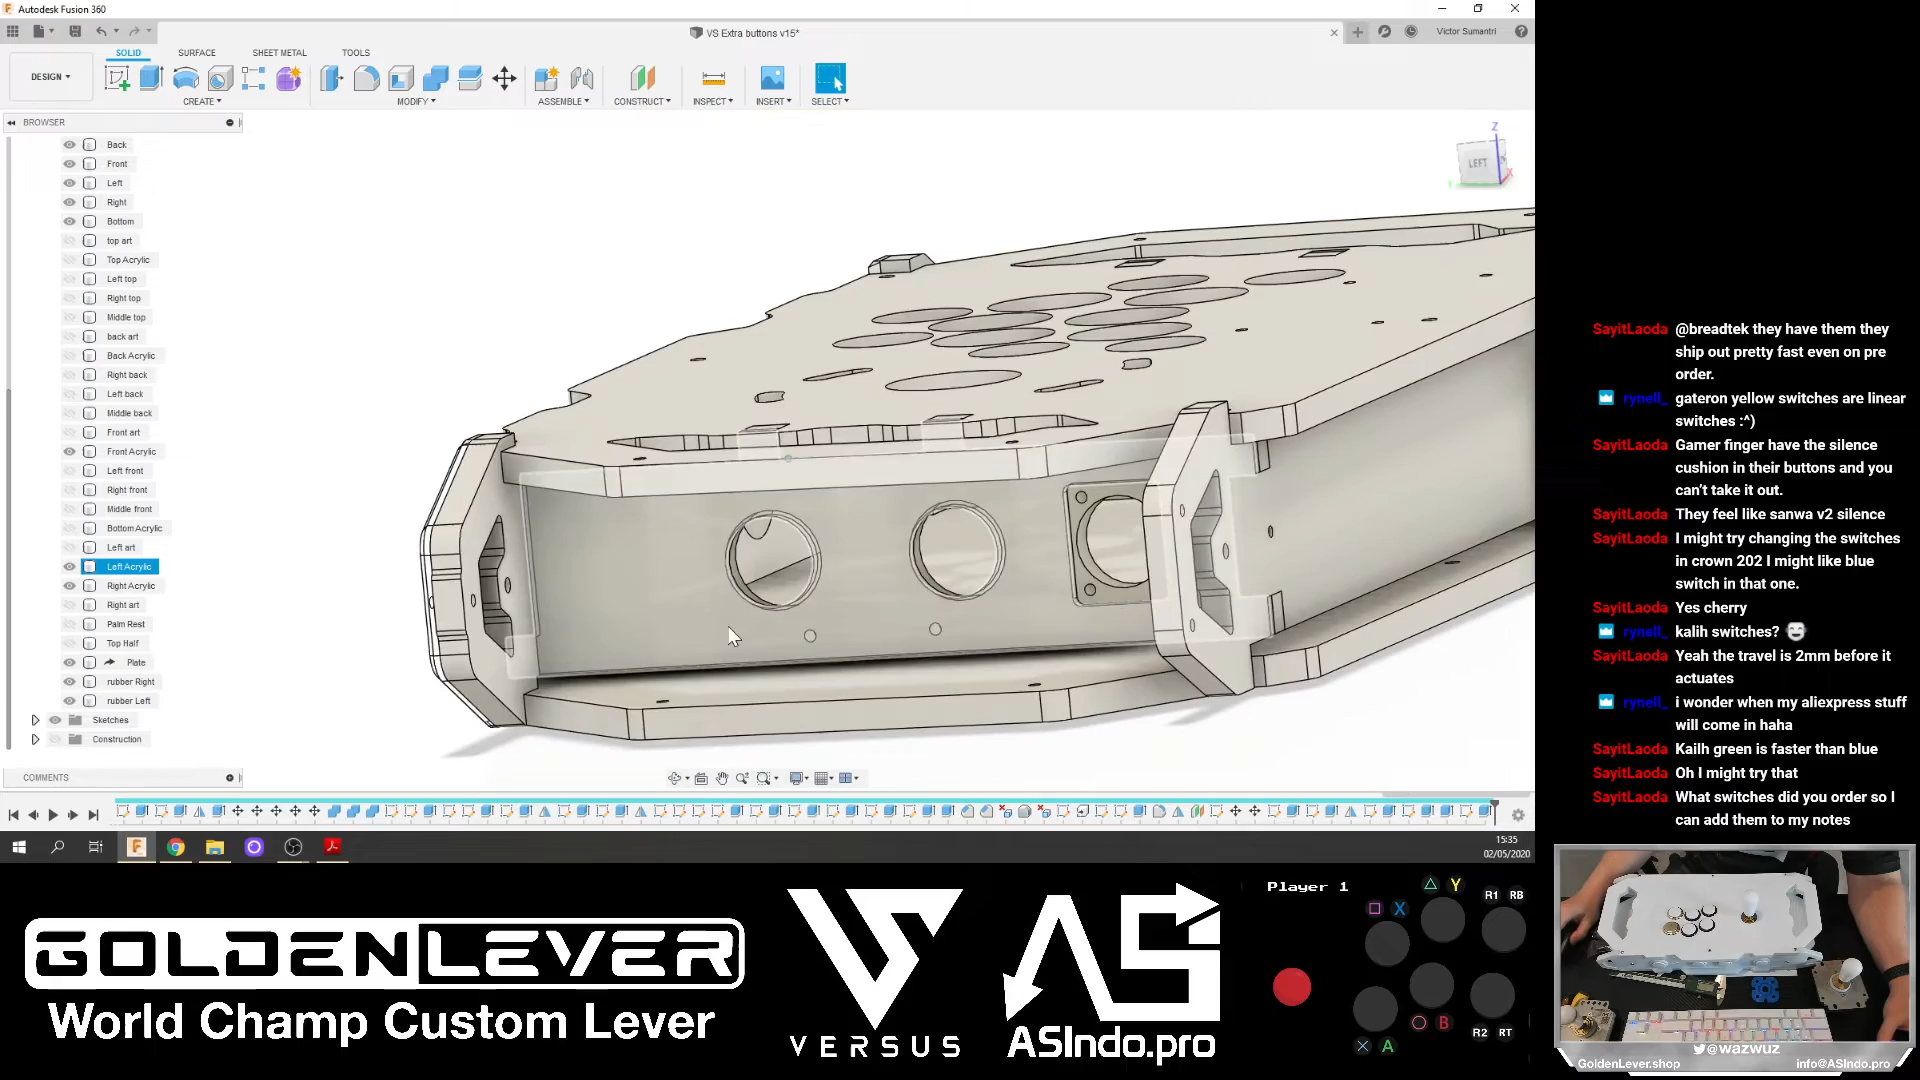 Autodesk Fusion 360
VS Extra buttons v15*
Victor Sumantri
SOLID
SURFACE
SHEET METAL
TOOLS
DESIGN
CREATE
MODIFY
ASSEMBLE
CONSTRUCT
INSPECT
INSERT
SELECT
BROWSER
Back
Front
Left
Right
Bottom
top art
Top Acrylic
Left top
Right top
Middle top
back art
Back Acrylic
Right back
Left back
Middle back
Front art
Front Acrylic
Left front
Right front
Middle front
Bottom Acrylic
Left art
Left Acrylic
Right Acrylic
Right art
Palm Rest
Top Half
Plate
rubber Right
rubber Left
Sketches
Construction
COMMENTS
Z
LEFT
X
Y
15:35
02/05/2020
SayitLaoda @breadtek they have them they
ship out pretty fast even on pre
order.
rynell_ gateron yellow switches are linear
switches :^)
SayitLaoda Gamer finger have the silence
cushion in their buttons and you
can't take it out.
SayitLaoda They feel like sanwa v2 silence
SayitLaoda I might try changing the switches
in crown 202 I might like blue
switch in that one.
SayitLaoda Yes cherry
rynell_ kalih switches?
SayitLaoda Yeah the travel is 2mm before it
actuates
rynell_ i wonder when my aliexpress stuff
will come in haha
SayitLaoda Kailh green is faster than blue
SayitLaoda Oh I might try that
SayitLaoda What switches did you order so I
can add them to my notes
GOLDENLEVER
World Champ Custom Lever
VS
VERSUS
AS
ASIndo.pro
Player 1
Y
R1 RB
X
B
R2 RT
A
@wazwuz
GoldenLever.shop
info@ASIndo.pro